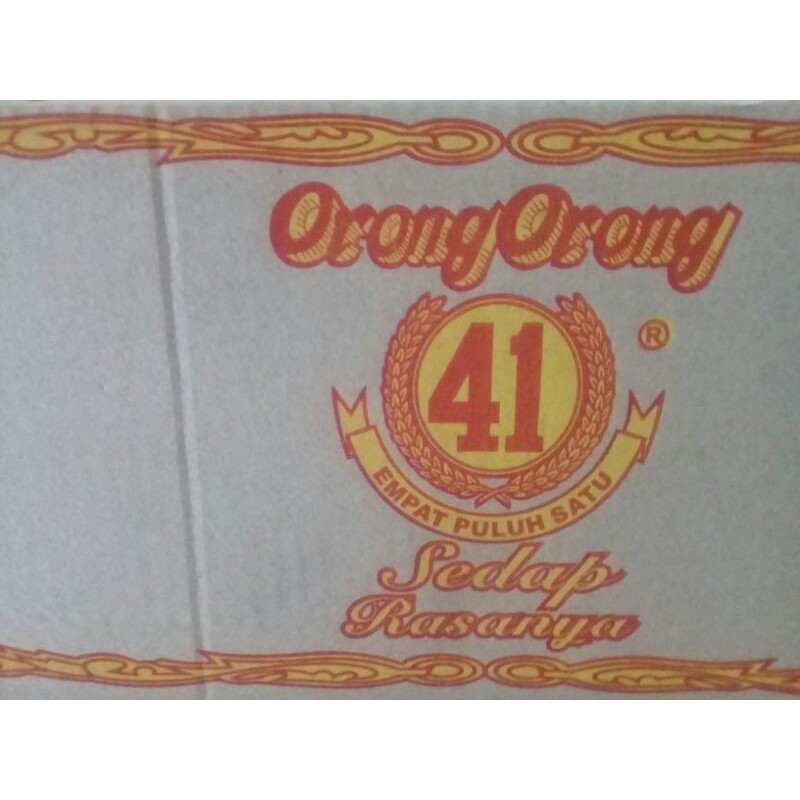 Orong Orong
41
®
EMPAT PULUH SATU
Sedap
Rasanya